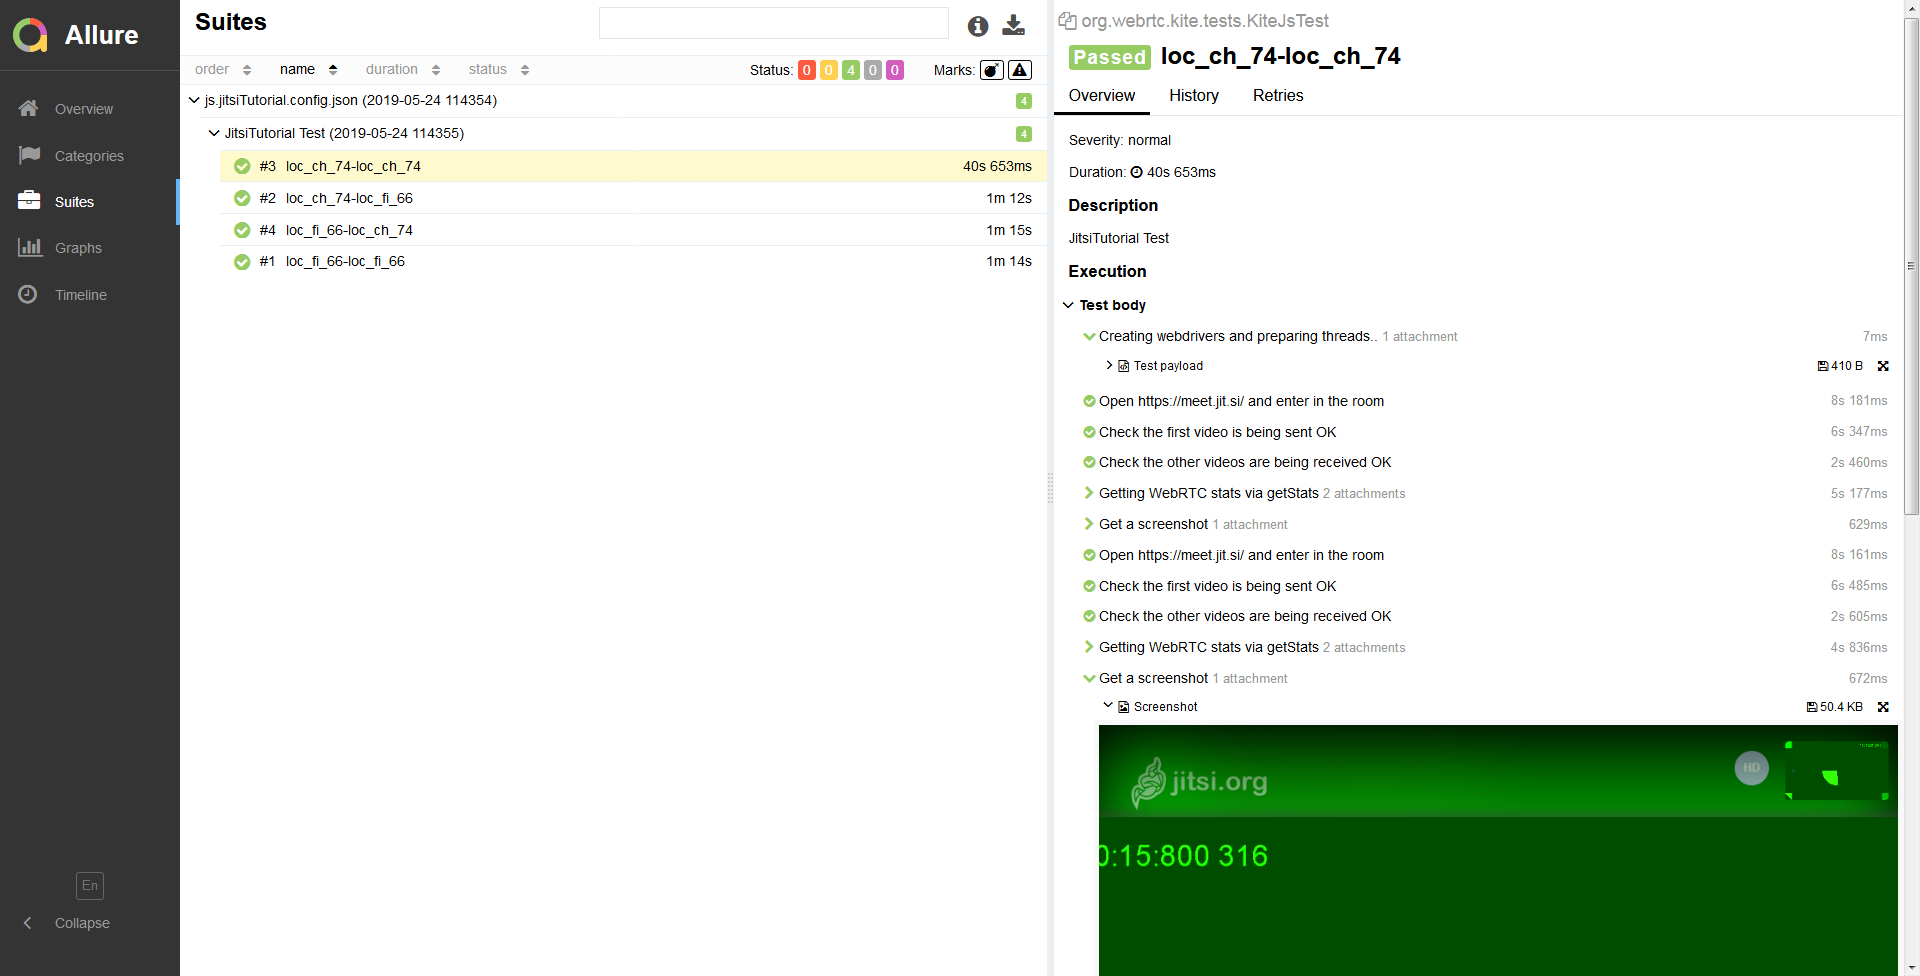 Allure
Overview
Categories
Suites
Graphs
Timeline
En
Collapse
Suites
order name duration status Status: 0 0 4 0 0 Marks:
js.jitsiTutorial.config.json (2019-05-24 114354) 4
JitsiTutorial Test (2019-05-24 114355) 4
#3 loc_ch_74-loc_ch_74 40s 653ms
#2 loc_ch_74-loc_fi_66 1m 12s
#4 loc_fi_66-loc_ch_74 1m 15s
#1 loc_fi_66-loc_fi_66 1m 14s
org.webrtc.kite.tests.KiteJsTest
Passed loc_ch_74-loc_ch_74
Overview History Retries
Severity: normal
Duration: 40s 653ms
Description
JitsiTutorial Test
Execution
Test body
Creating webdrivers and preparing threads.. 1 attachment 7ms
Test payload 410 B
Open https://meet.jit.si/ and enter in the room 8s 181ms
Check the first video is being sent OK 6s 347ms
Check the other videos are being received OK 2s 460ms
Getting WebRTC stats via getStats 2 attachments 5s 177ms
Get a screenshot 1 attachment 629ms
Open https://meet.jit.si/ and enter in the room 8s 161ms
Check the first video is being sent OK 6s 485ms
Check the other videos are being received OK 2s 605ms
Getting WebRTC stats via getStats 2 attachments 4s 836ms
Get a screenshot 1 attachment 672ms
Screenshot 50.4 KB
jitsi.org HD
0:15:800 316